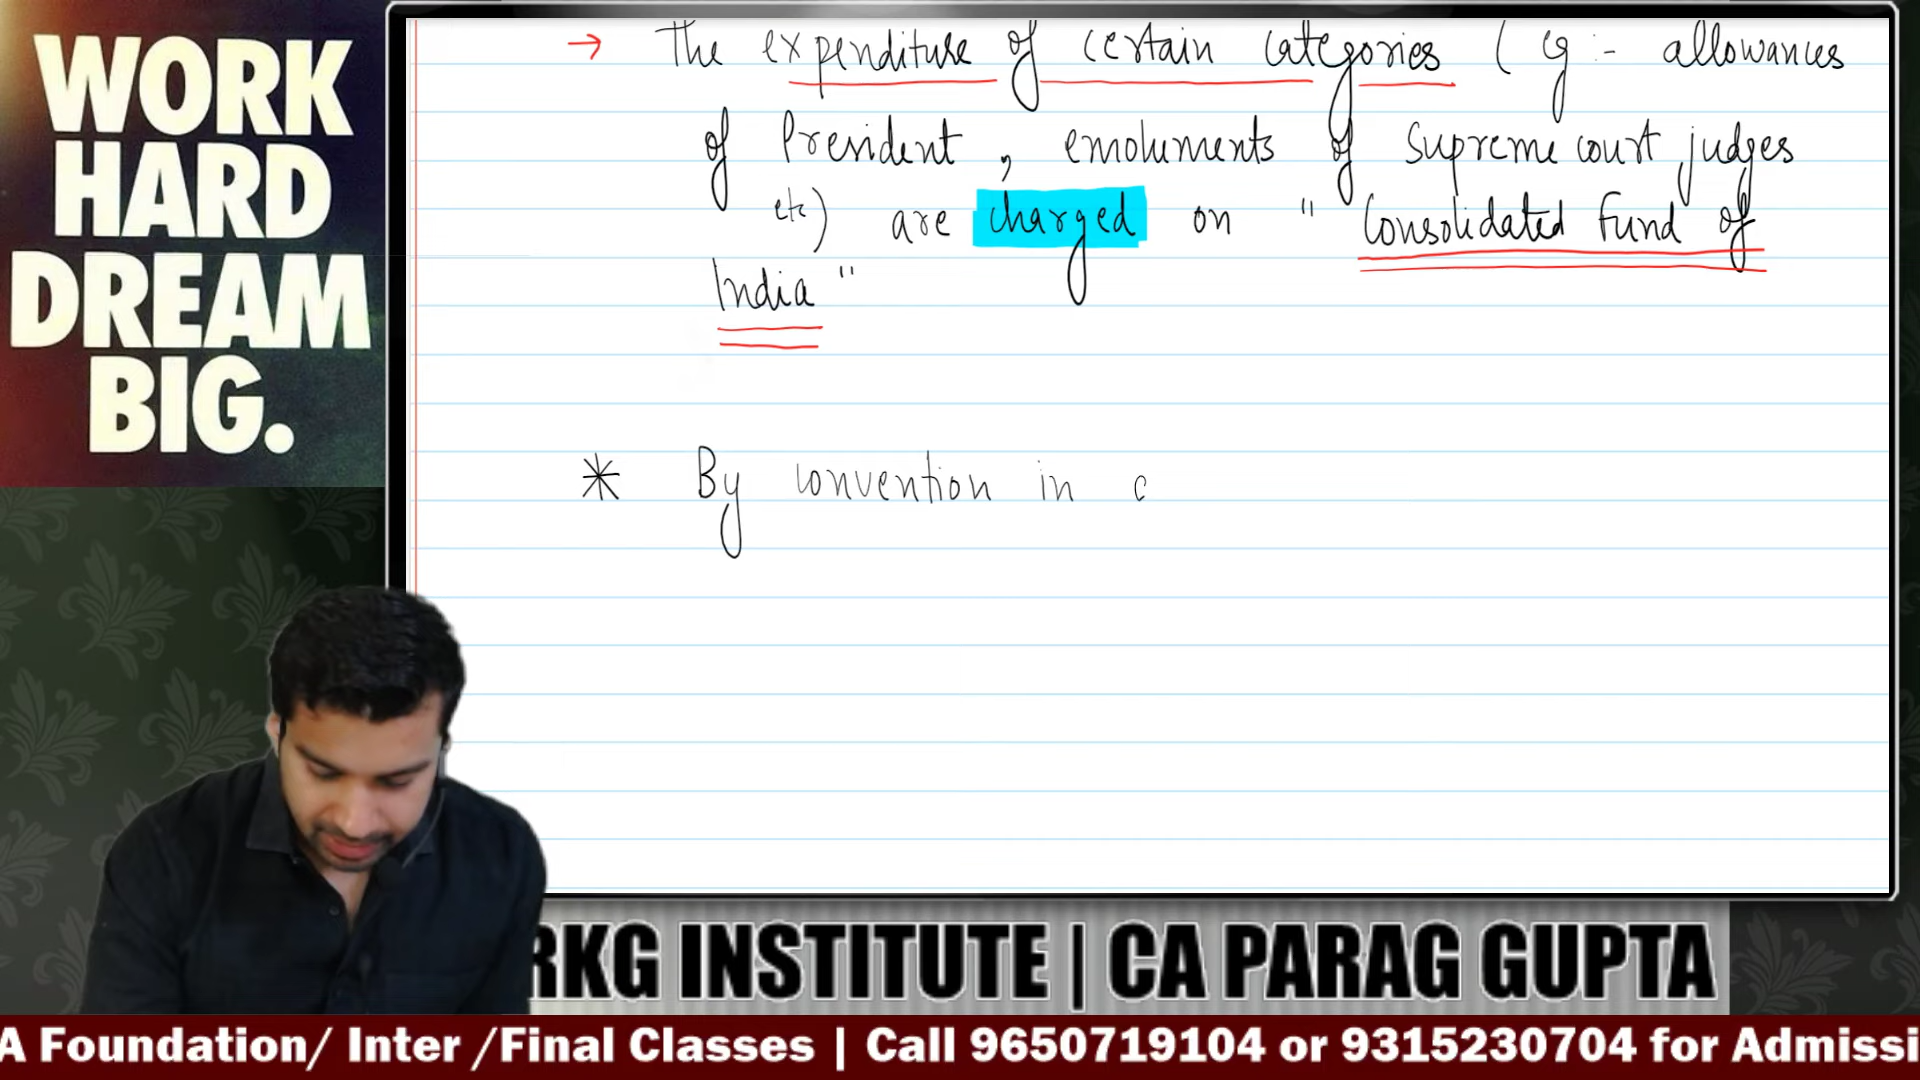 WORK
HARD
DREAM
BIG.
→ The expenditure of certain categories ( eg :- allowances
of President , emoluments of Supreme court judges
etc) are charged on " Consolidated Fund of
India "
* By convention in c
RKG INSTITUTE | CA PARAG GUPTA
A Foundation/ Inter /Final Classes | Call 9650719104 or 9315230704 for Admissi